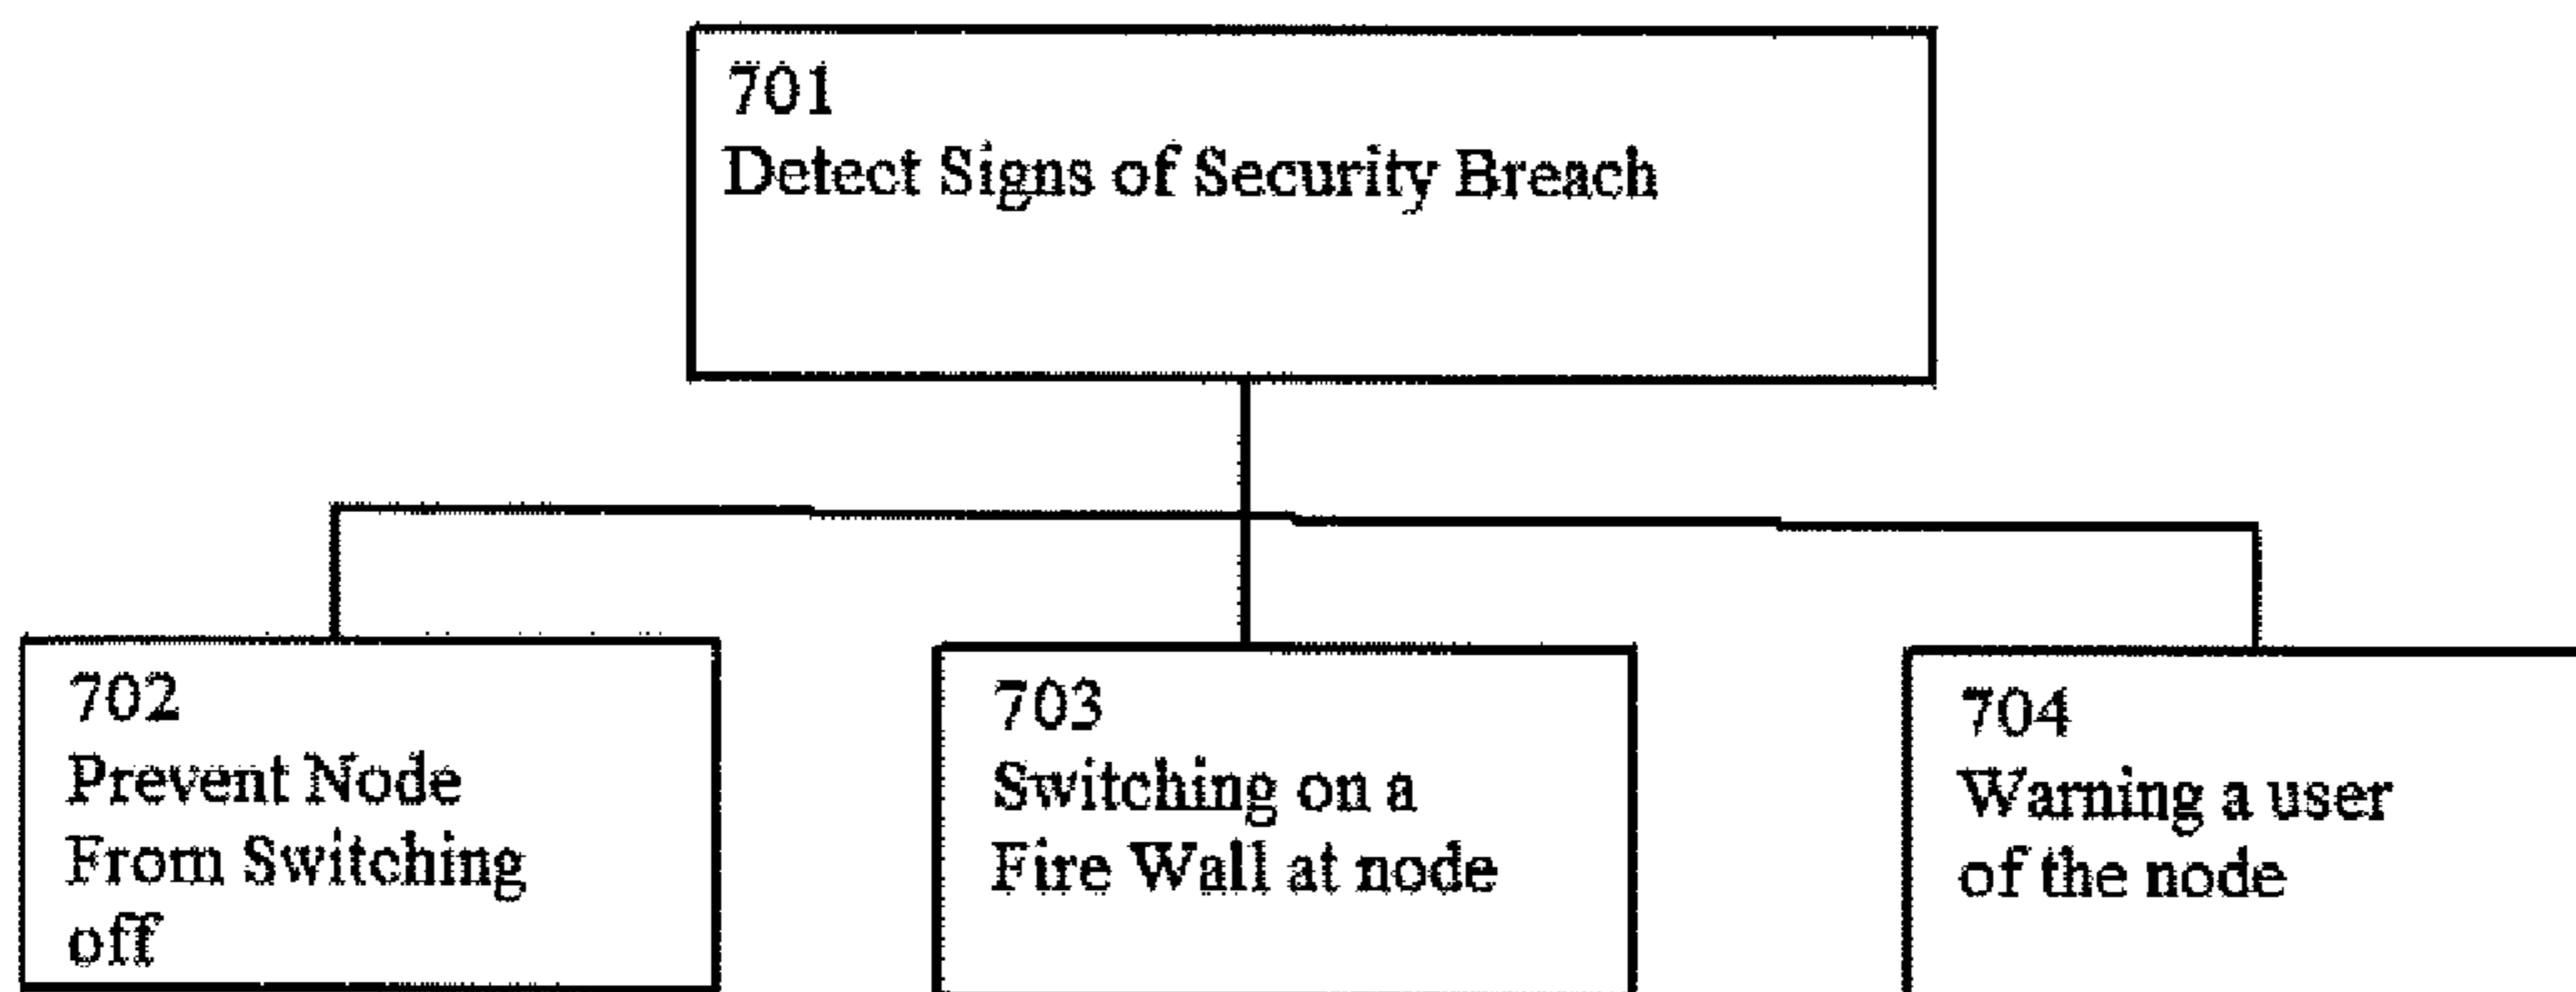 701
Detect Signs of Security Breach
702
Prevent Node
From Switching
off
703
Switching on a
Fire Wall at node
704
Warning a user
of the node